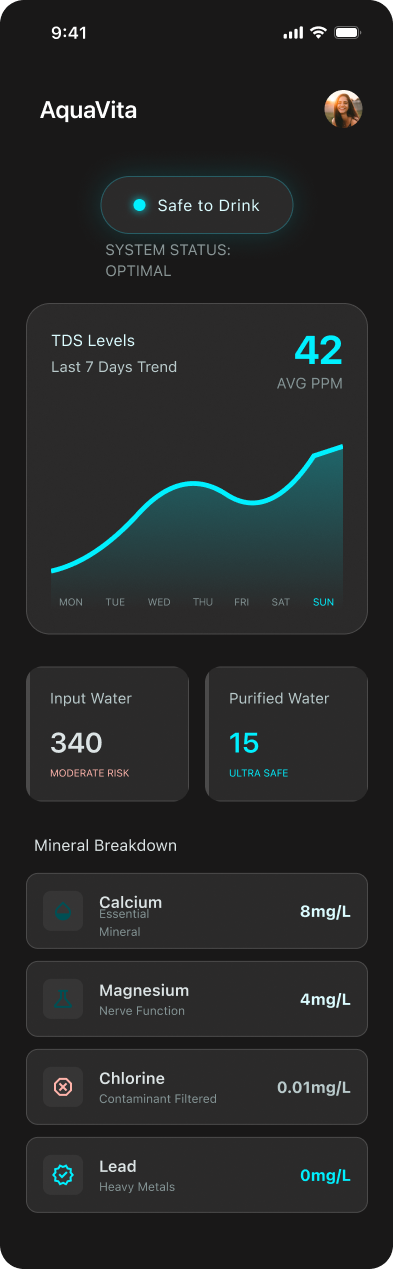 9:41
AquaVita
Safe to Drink
SYSTEM STATUS:
OPTIMAL
TDS Levels
Last 7 Days Trend
42
AVG PPM
MON TUE WED THU FRI SAT SUN
Input Water
340
MODERATE RISK
Purified Water
15
ULTRA SAFE
Mineral Breakdown
Calcium
Essential
Mineral
8mg/L
Magnesium
Nerve Function
4mg/L
Chlorine
Contaminant Filtered
0.01mg/L
Lead
Heavy Metals
0mg/L